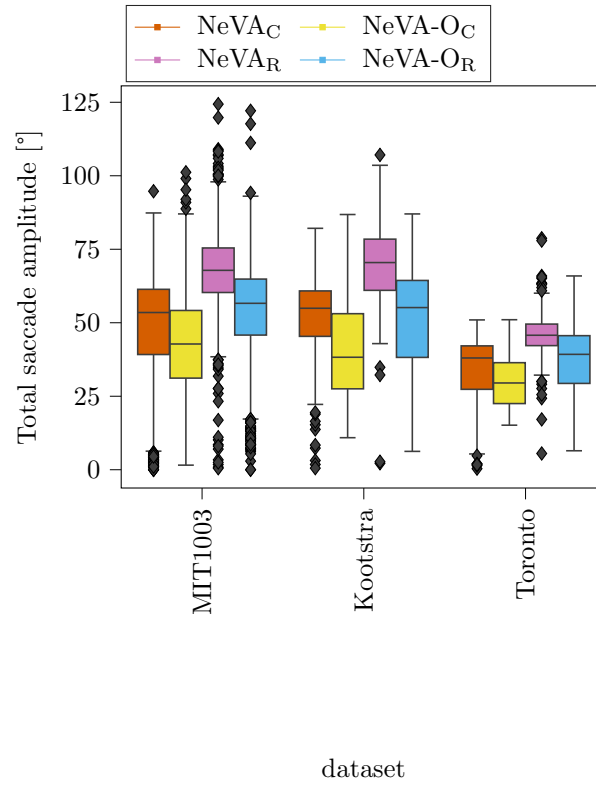 NeVA_C NeVA-O_C
NeVA_R NeVA-O_R
Total saccade amplitude [°]
125
100
75
50
25
0
MIT1003
Kootstra
Toronto
dataset